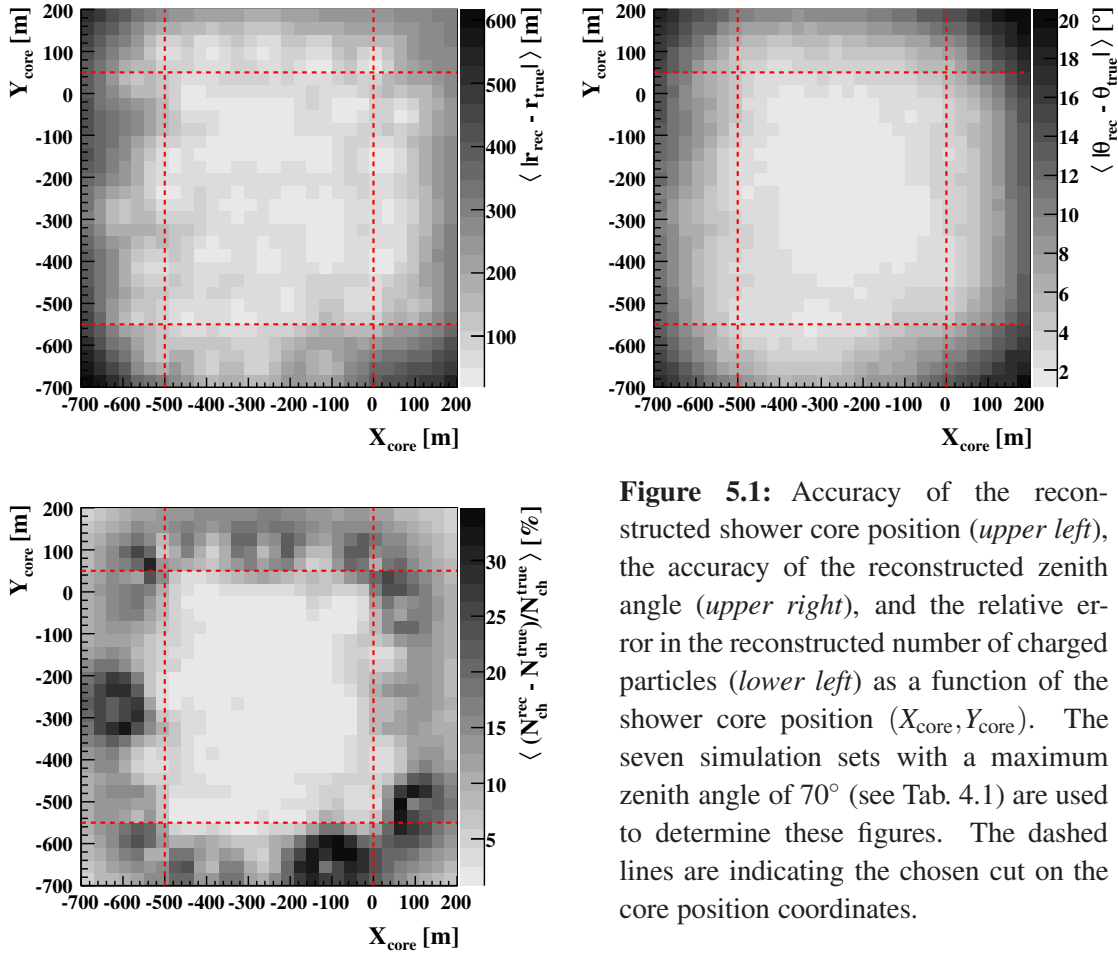 200
100
0
-100
-200
-300
-400
-500
-600
-700
Y_core [m]
-700 -600 -500 -400 -300 -200 -100 0 100 200
X_core [m]
600
500
400
300
200
100
⟨ |r_rec - r_true| ⟩ [m]
200
100
0
-100
-200
-300
-400
-500
-600
-700
Y_core [m]
-700 -600 -500 -400 -300 -200 -100 0 100 200
X_core [m]
20
18
16
14
12
10
8
6
4
2
⟨ |θ_rec - θ_true| ⟩ [°]
200
100
0
-100
-200
-300
-400
-500
-600
-700
Y_core [m]
-700 -600 -500 -400 -300 -200 -100 0 100 200
X_core [m]
30
25
20
15
10
5
⟨ (N_ch^rec - N_ch^true)/N_ch^true ⟩ [%]
Figure 5.1: Accuracy of the recon-
structed shower core position (upper left),
the accuracy of the reconstructed zenith
angle (upper right), and the relative er-
ror in the reconstructed number of charged
particles (lower left) as a function of the
shower core position (X_core, Y_core). The
seven simulation sets with a maximum
zenith angle of 70° (see Tab. 4.1) are used
to determine these figures. The dashed
lines are indicating the chosen cut on the
core position coordinates.